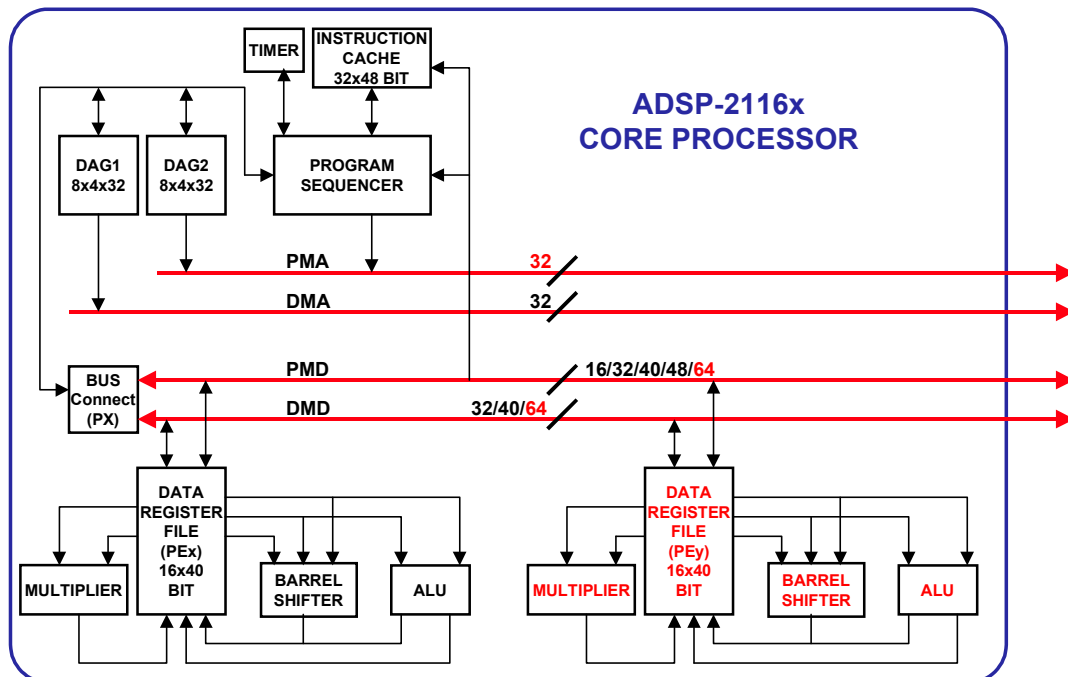 TIMER
INSTRUCTION
CACHE
32x48 BIT
ADSP-2116x
CORE PROCESSOR
DAG1
8x4x32
DAG2
8x4x32
PROGRAM
SEQUENCER
PMA
32
DMA
32
BUS
Connect
(PX)
PMD
16/32/40/48/64
DMD
32/40/64
DATA
REGISTER
FILE
(PEx)
16x40
BIT
MULTIPLIER
BARREL
SHIFTER
ALU
DATA
REGISTER
FILE
(PEy)
16x40
BIT
MULTIPLIER
BARREL
SHIFTER
ALU